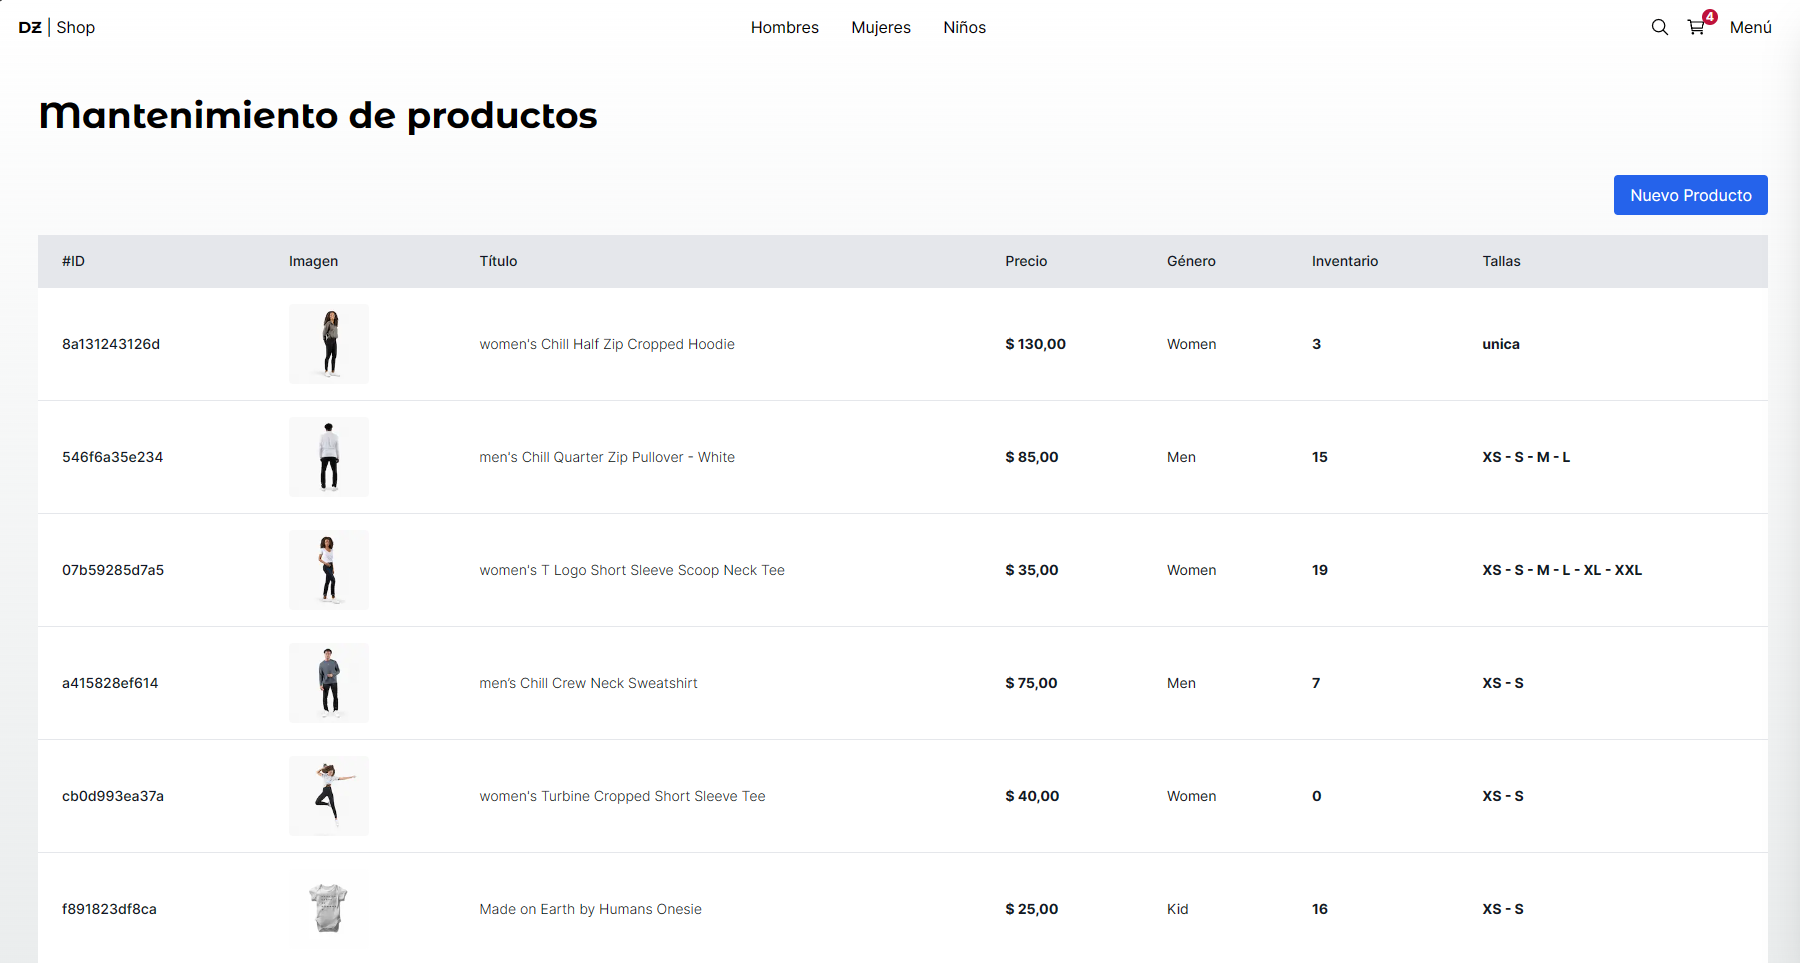 DZ | Shop Hombres Mujeres Niños 4 Menú
Mantenimiento de productos
Nuevo Producto
#ID Imagen Título Precio Género Inventario Tallas
8a131243126d women's Chill Half Zip Cropped Hoodie $ 130,00 Women 3 unica
546f6a35e234 men's Chill Quarter Zip Pullover - White $ 85,00 Men 15 XS - S - M - L
07b59285d7a5 women's T Logo Short Sleeve Scoop Neck Tee $ 35,00 Women 19 XS - S - M - L - XL - XXL
a415828ef614 men’s Chill Crew Neck Sweatshirt $ 75,00 Men 7 XS - S
cb0d993ea37a women's Turbine Cropped Short Sleeve Tee $ 40,00 Women 0 XS - S
f891823df8ca Made on Earth by Humans Onesie $ 25,00 Kid 16 XS - S